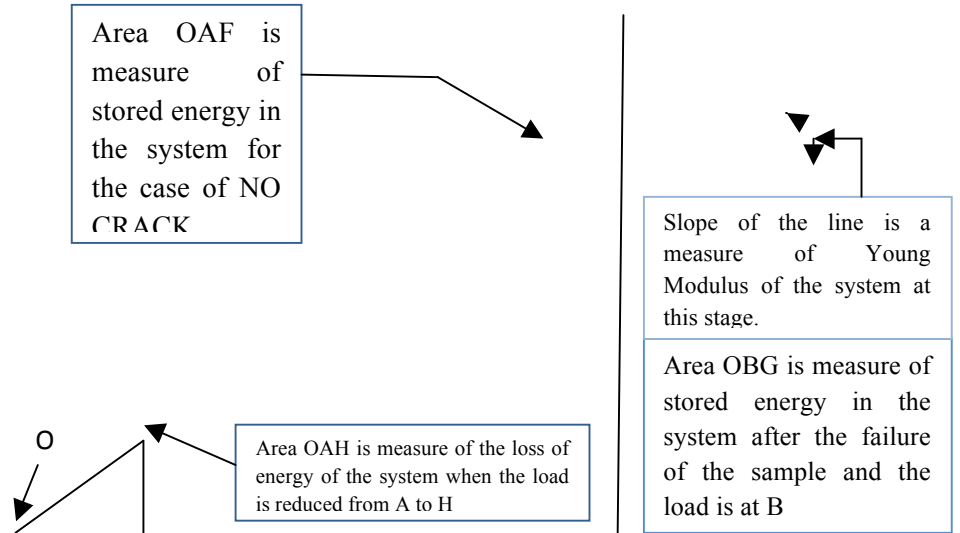 Area OAF is
measure of
stored energy in
the system for
the case of NO
CRACK
Slope of the line is a
measure of Young
Modulus of the system at
this stage.
Area OBG is measure of
stored energy in the
system after the failure
of the sample and the
load is at B
O
Area OAH is measure of the loss of
energy of the system when the load
is reduced from A to H